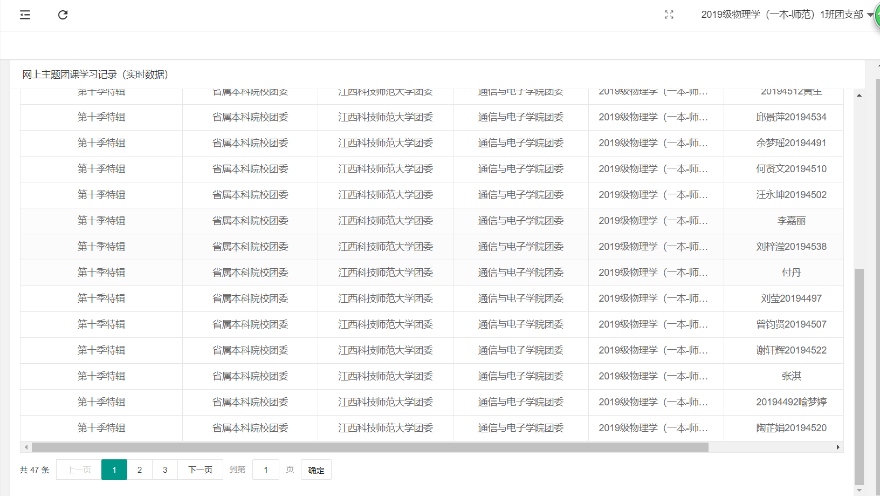 2019级物理学（一本-师范）1班团支部
网上主题团课学习记录（实时数据）
第十季特辑 省属本科院校团委 江西科技师范大学团委 通信与电子学院团委 2019级物理学（一本-师… 20194512黄生
第十季特辑 省属本科院校团委 江西科技师范大学团委 通信与电子学院团委 2019级物理学（一本-师… 邱景萍20194534
第十季特辑 省属本科院校团委 江西科技师范大学团委 通信与电子学院团委 2019级物理学（一本-师… 余梦瑶20194491
第十季特辑 省属本科院校团委 江西科技师范大学团委 通信与电子学院团委 2019级物理学（一本-师… 何贤文20194510
第十季特辑 省属本科院校团委 江西科技师范大学团委 通信与电子学院团委 2019级物理学（一本-师… 汪永坤20194502
第十季特辑 省属本科院校团委 江西科技师范大学团委 通信与电子学院团委 2019级物理学（一本-师… 李嘉丽
第十季特辑 省属本科院校团委 江西科技师范大学团委 通信与电子学院团委 2019级物理学（一本-师… 刘梓滢20194538
第十季特辑 省属本科院校团委 江西科技师范大学团委 通信与电子学院团委 2019级物理学（一本-师… 付丹
第十季特辑 省属本科院校团委 江西科技师范大学团委 通信与电子学院团委 2019级物理学（一本-师… 刘莹20194497
第十季特辑 省属本科院校团委 江西科技师范大学团委 通信与电子学院团委 2019级物理学（一本-师… 曾钧贤20194507
第十季特辑 省属本科院校团委 江西科技师范大学团委 通信与电子学院团委 2019级物理学（一本-师… 谢轩辉20194522
第十季特辑 省属本科院校团委 江西科技师范大学团委 通信与电子学院团委 2019级物理学（一本-师… 张淇
第十季特辑 省属本科院校团委 江西科技师范大学团委 通信与电子学院团委 2019级物理学（一本-师… 20194492喻梦婷
第十季特辑 省属本科院校团委 江西科技师范大学团委 通信与电子学院团委 2019级物理学（一本-师… 陶芷娟20194520
共 47 条 上一页 1 2 3 下一页 到第 1 页 确定